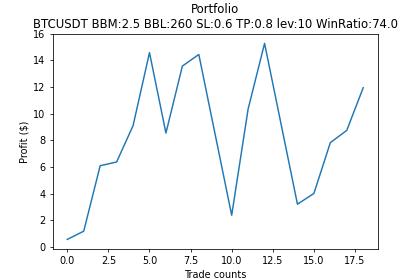 Portfolio
BTCUSDT BBM:2.5 BBL:260 SL:0.6 TP:0.8 lev:10 WinRatio:74.0
16
14
12
10
8
6
4
2
0
Profit ($)
0.0 2.5 5.0 7.5 10.0 12.5 15.0 17.5
Trade counts